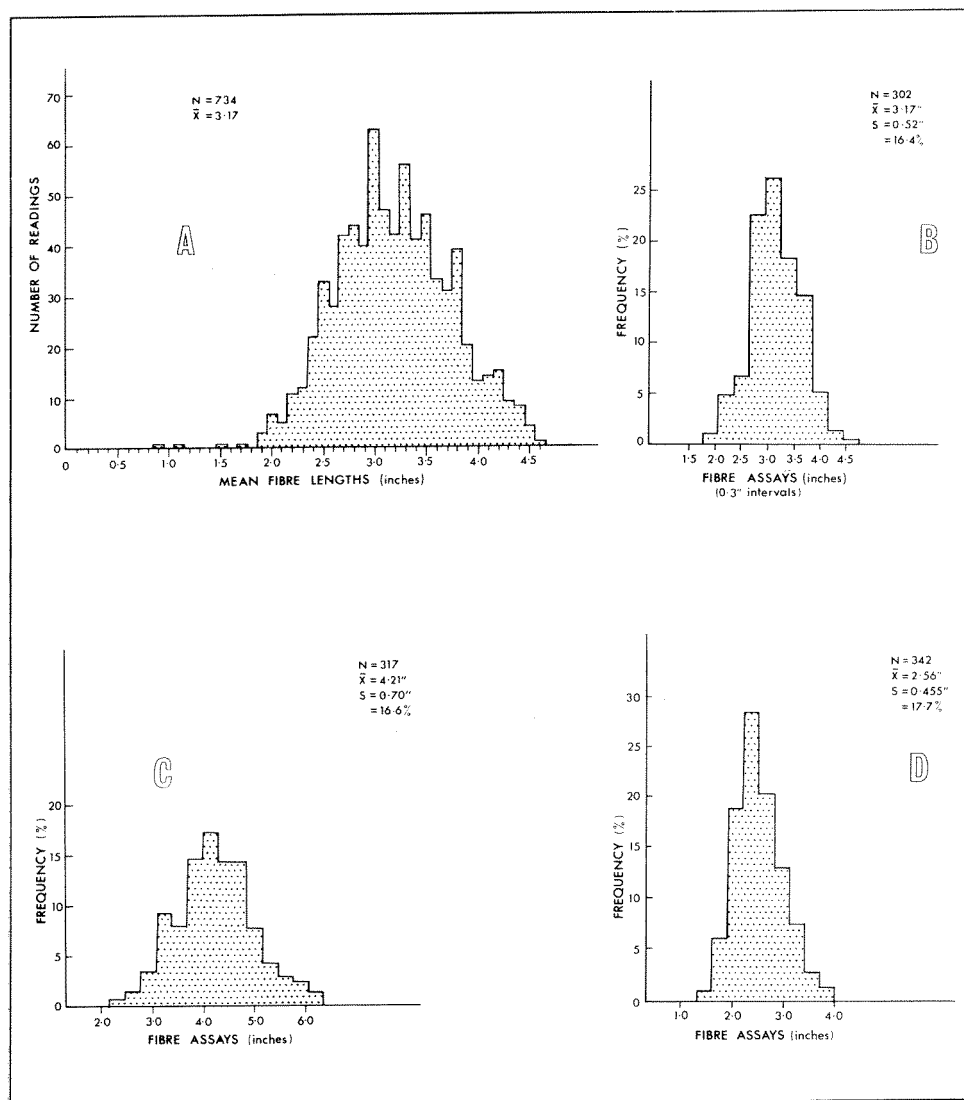 N = 734
X̄ = 3·17
A
NUMBER OF READINGS
70
60
50
40
30
20
10
0
0 0·5 1·0 1·5 2·0 2·5 3·0 3·5 4·0 4·5
MEAN FIBRE LENGTHS (inches)
N = 302
X̄ = 3·17"
S = 0·52"
= 16·4%
B
FREQUENCY (%)
25
20
15
10
5
0
1·5 2·0 2·5 3·0 3·5 4·0 4·5
FIBRE ASSAYS (inches)
(0·3" intervals)
N = 317
X̄ = 4·21"
S = 0·70"
= 16·6%
C
FREQUENCY (%)
20
15
10
5
0
2·0 3·0 4·0 5·0 6·0
FIBRE ASSAYS (inches)
N = 342
X̄ = 2·56"
S = 0·455"
= 17·7%
D
FREQUENCY (%)
30
25
20
15
10
5
0
1·0 2·0 3·0 4·0
FIBRE ASSAYS (inches)